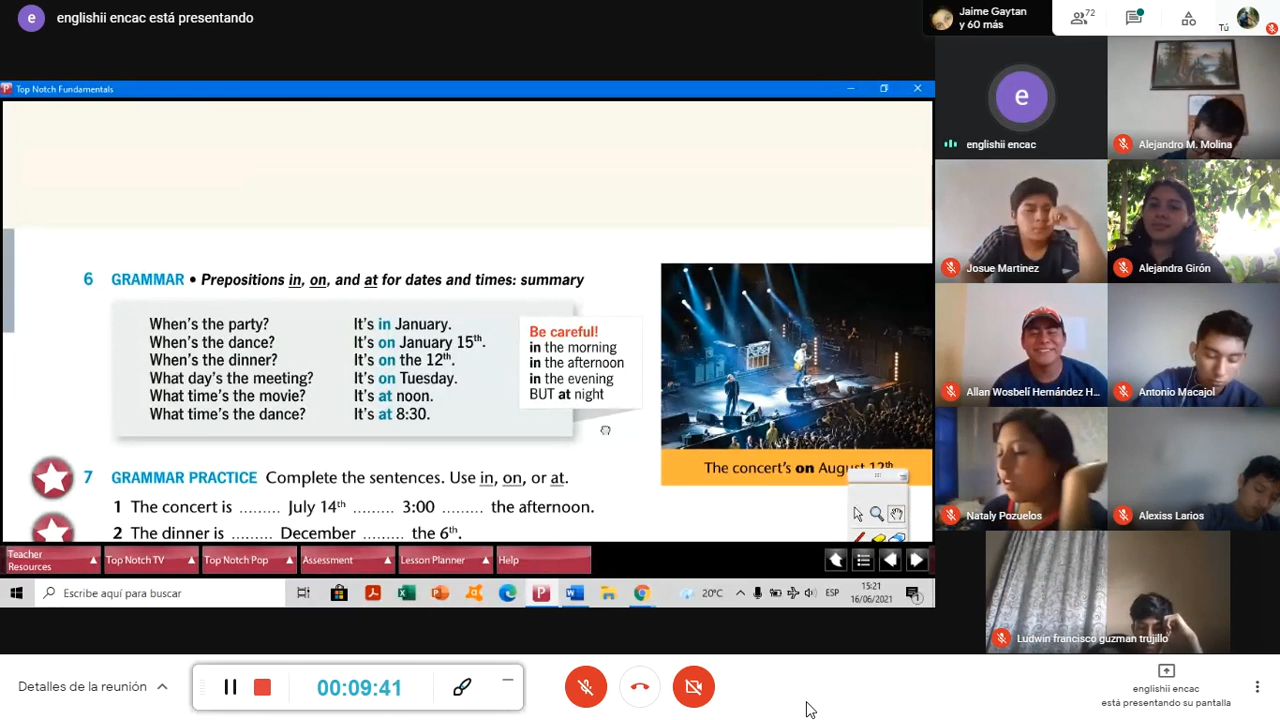 englishii encac está presentando
Jaime Gaytan
y 60 más
72
Tú
Top Notch Fundamentals
e
englishii encac
Alejandro M. Molina
Josue Martinez
Alejandra Girón
Allan Wosbelí Hernández H...
Antonio Macajol
Nataly Pozuelos
Alexiss Larios
Ludwin francisco guzman trujillo
6 GRAMMAR • Prepositions in, on, and at for dates and times: summary
When's the party? It's in January.
When's the dance? It's on January 15th.
When's the dinner? It's on the 12th.
What day's the meeting? It's on Tuesday.
What time's the movie? It's at noon.
What time's the dance? It's at 8:30.
Be careful!
in the morning
in the afternoon
in the evening
BUT at night
The concert's on August 12th
7 GRAMMAR PRACTICE Complete the sentences. Use in, on, or at.
1 The concert is ......... July 14th ......... 3:00 ......... the afternoon.
2 The dinner is ......... December ......... the 6th.
Teacher
Resources
Top Notch TV
Top Notch Pop
Assessment
Lesson Planner
Help
Escribe aquí para buscar
20°C
ESP
15:21
16/06/2021
Detalles de la reunión
00:09:41
englishii encac
está presentando su pantalla